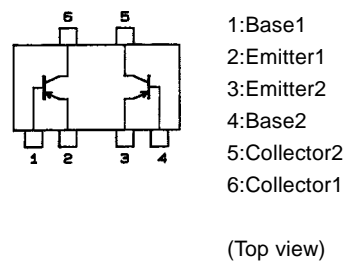 6 5
1 2 3 4
1:Base1
2:Emitter1
3:Emitter2
4:Base2
5:Collector2
6:Collector1
(Top view)